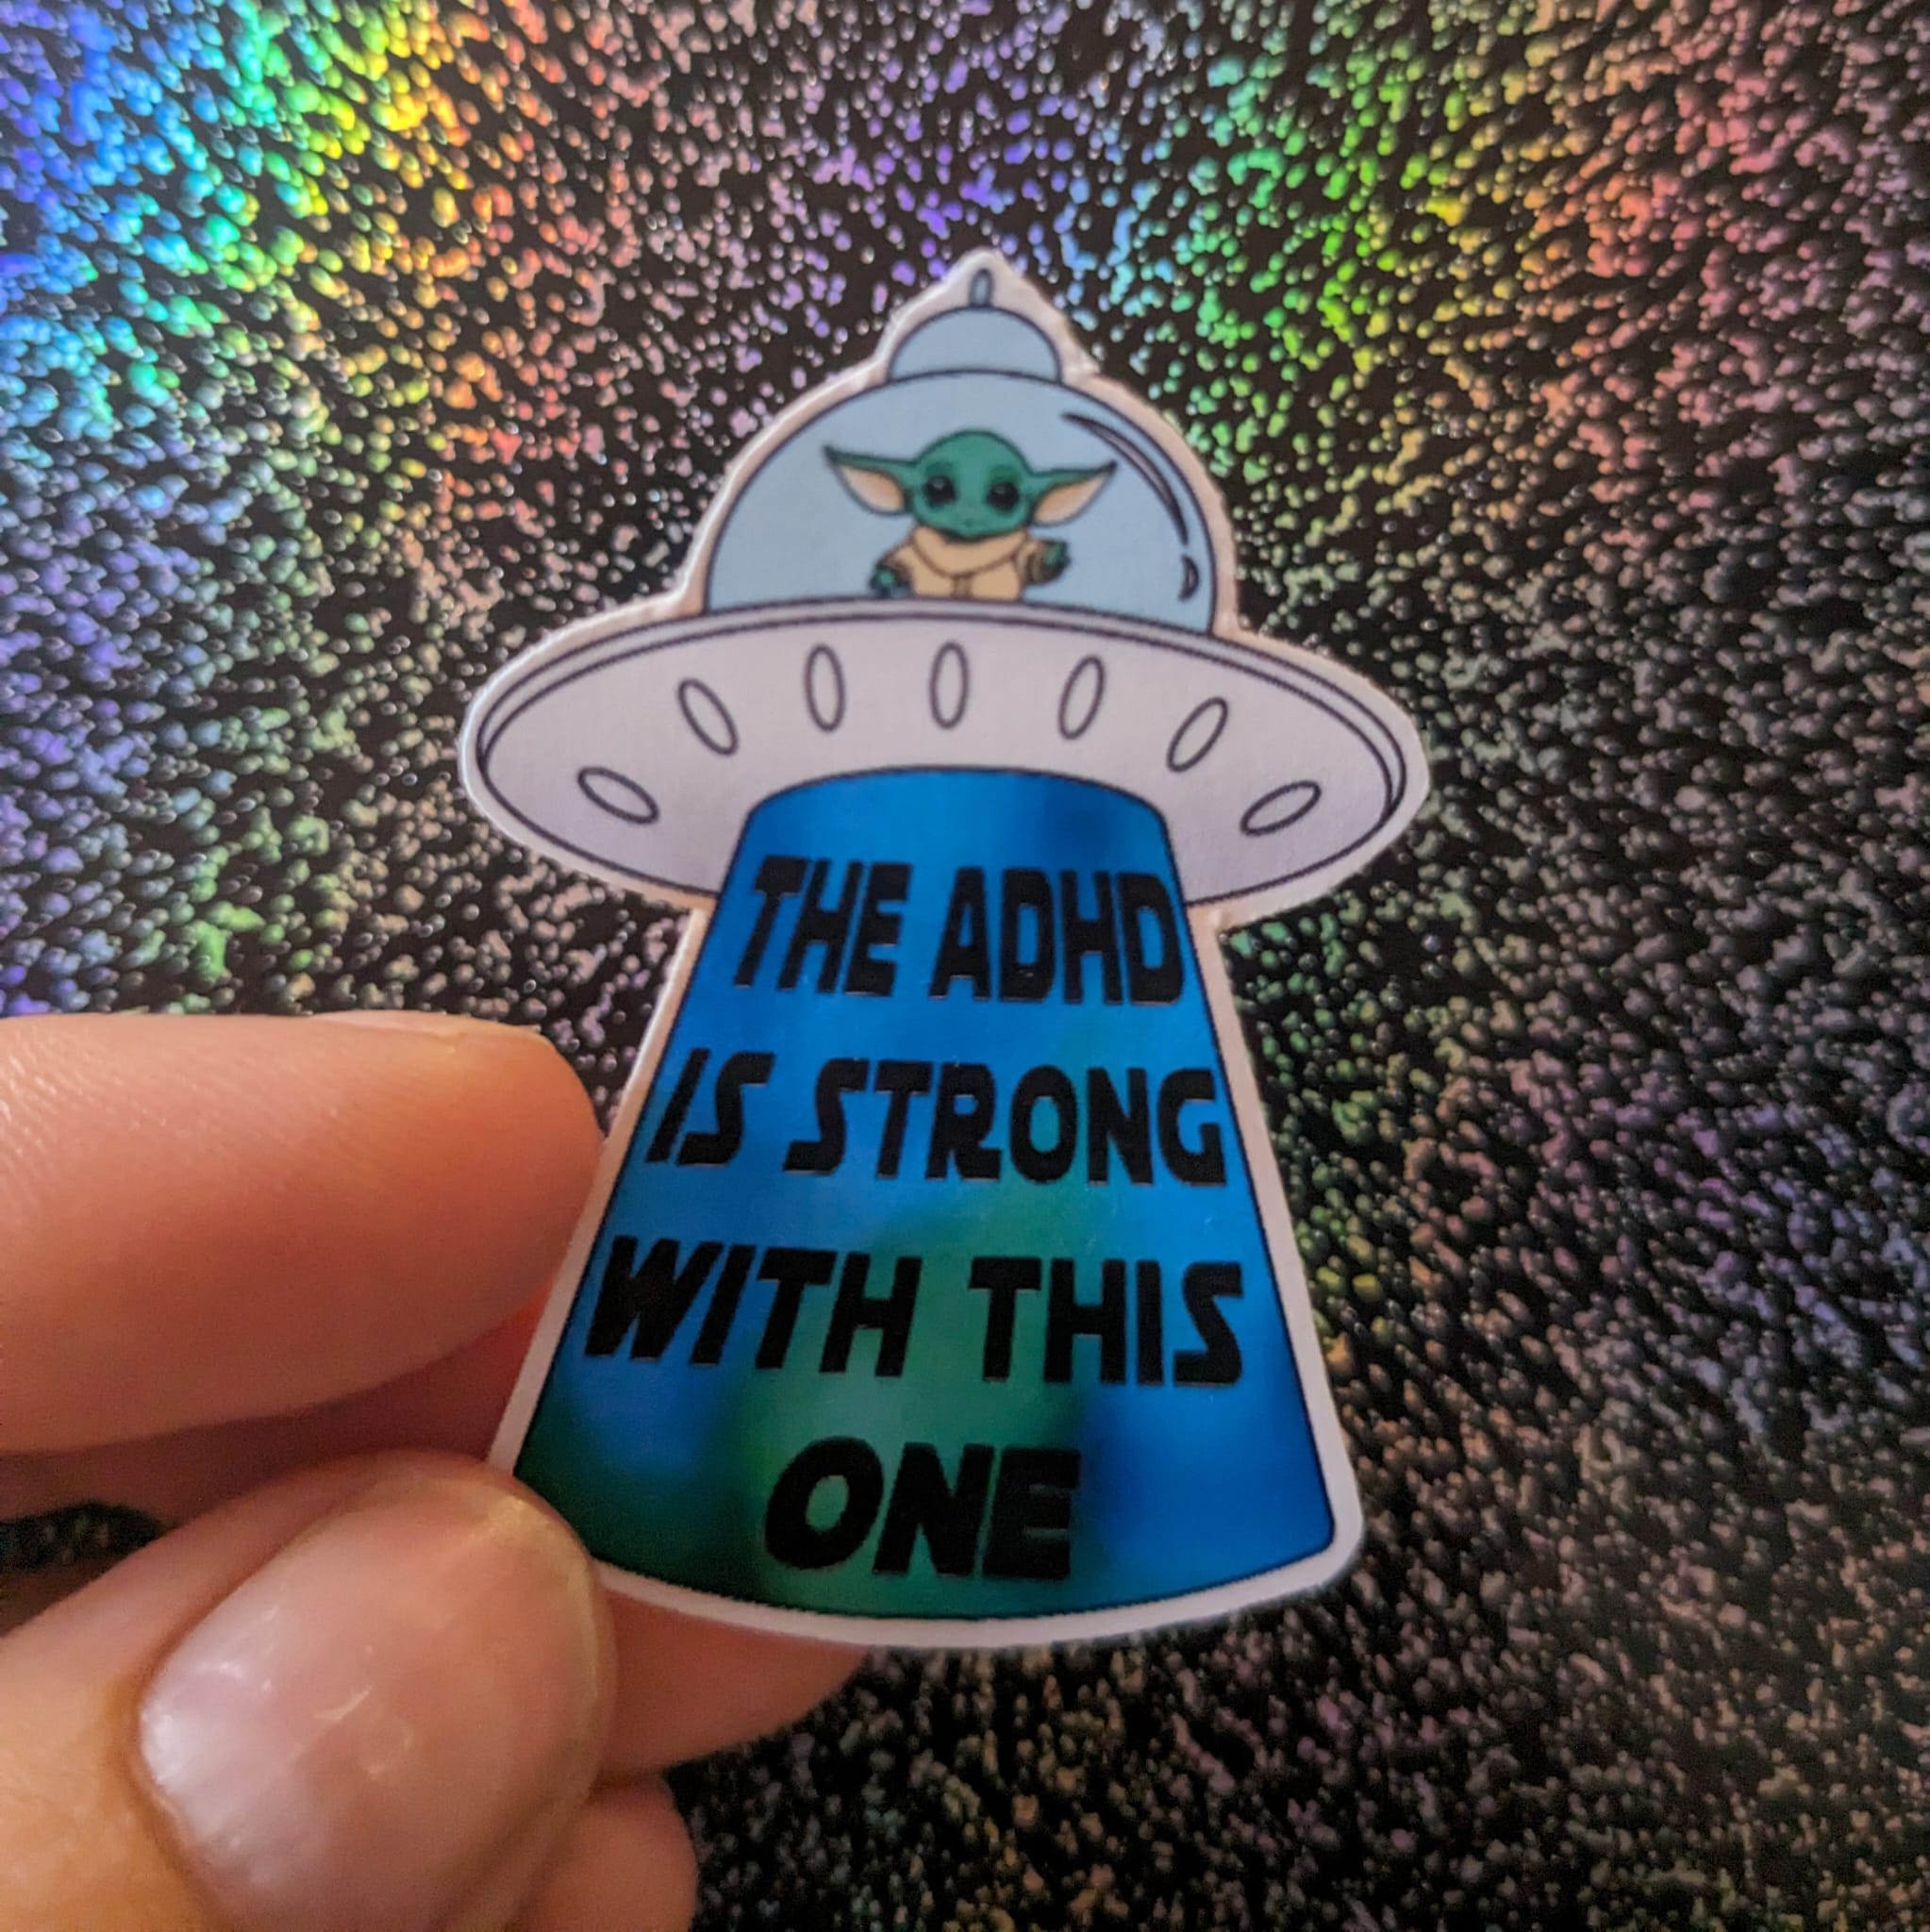 THE ADHD
IS STRONG
WITH THIS
ONE